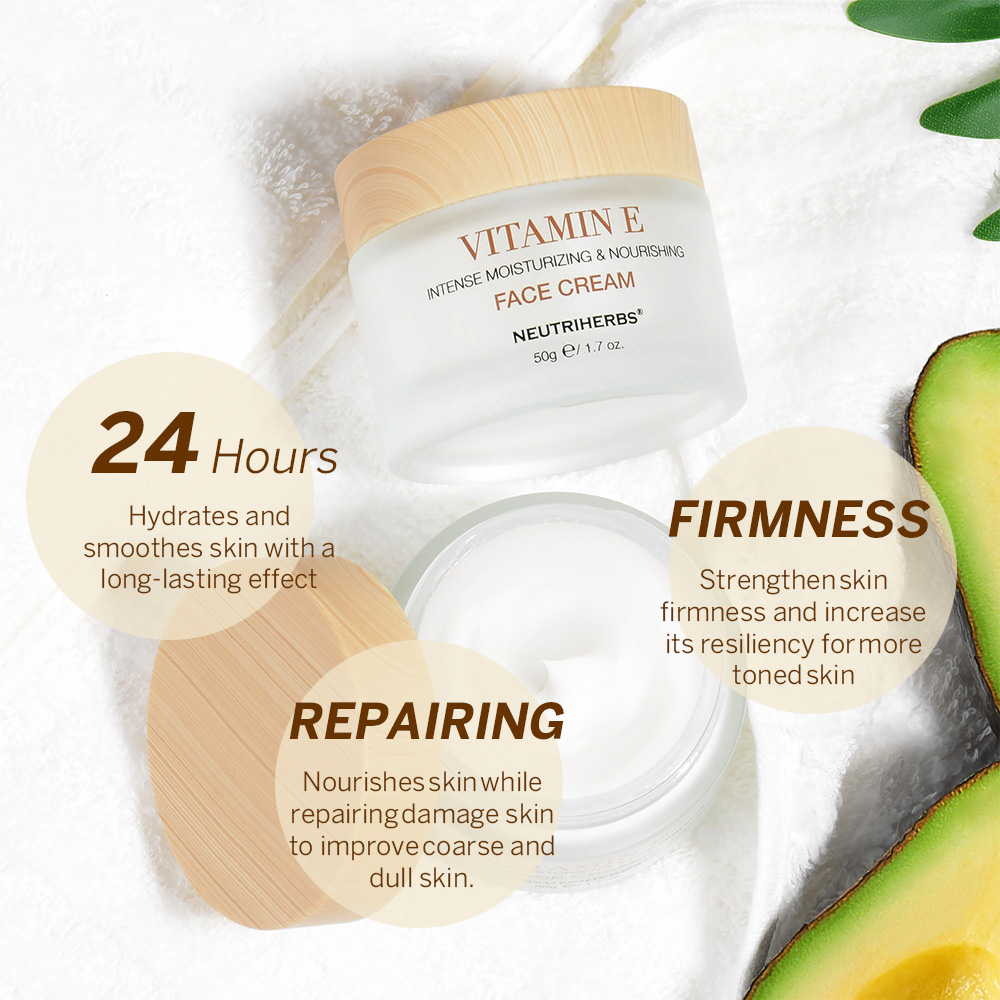 VITAMIN E
INTENSE MOISTURIZING & NOURISHING
FACE CREAM
NEUTRIHERBS®
50g ℮/ 1.7 oz.
24 Hours
Hydrates and
smoothes skin with a
long-lasting effect
FIRMNESS
Strengthen skin
firmness and increase
its resiliency for more
toned skin
REPAIRING
Nourishes skin while
repairing damage skin
to improve coarse and
dull skin.